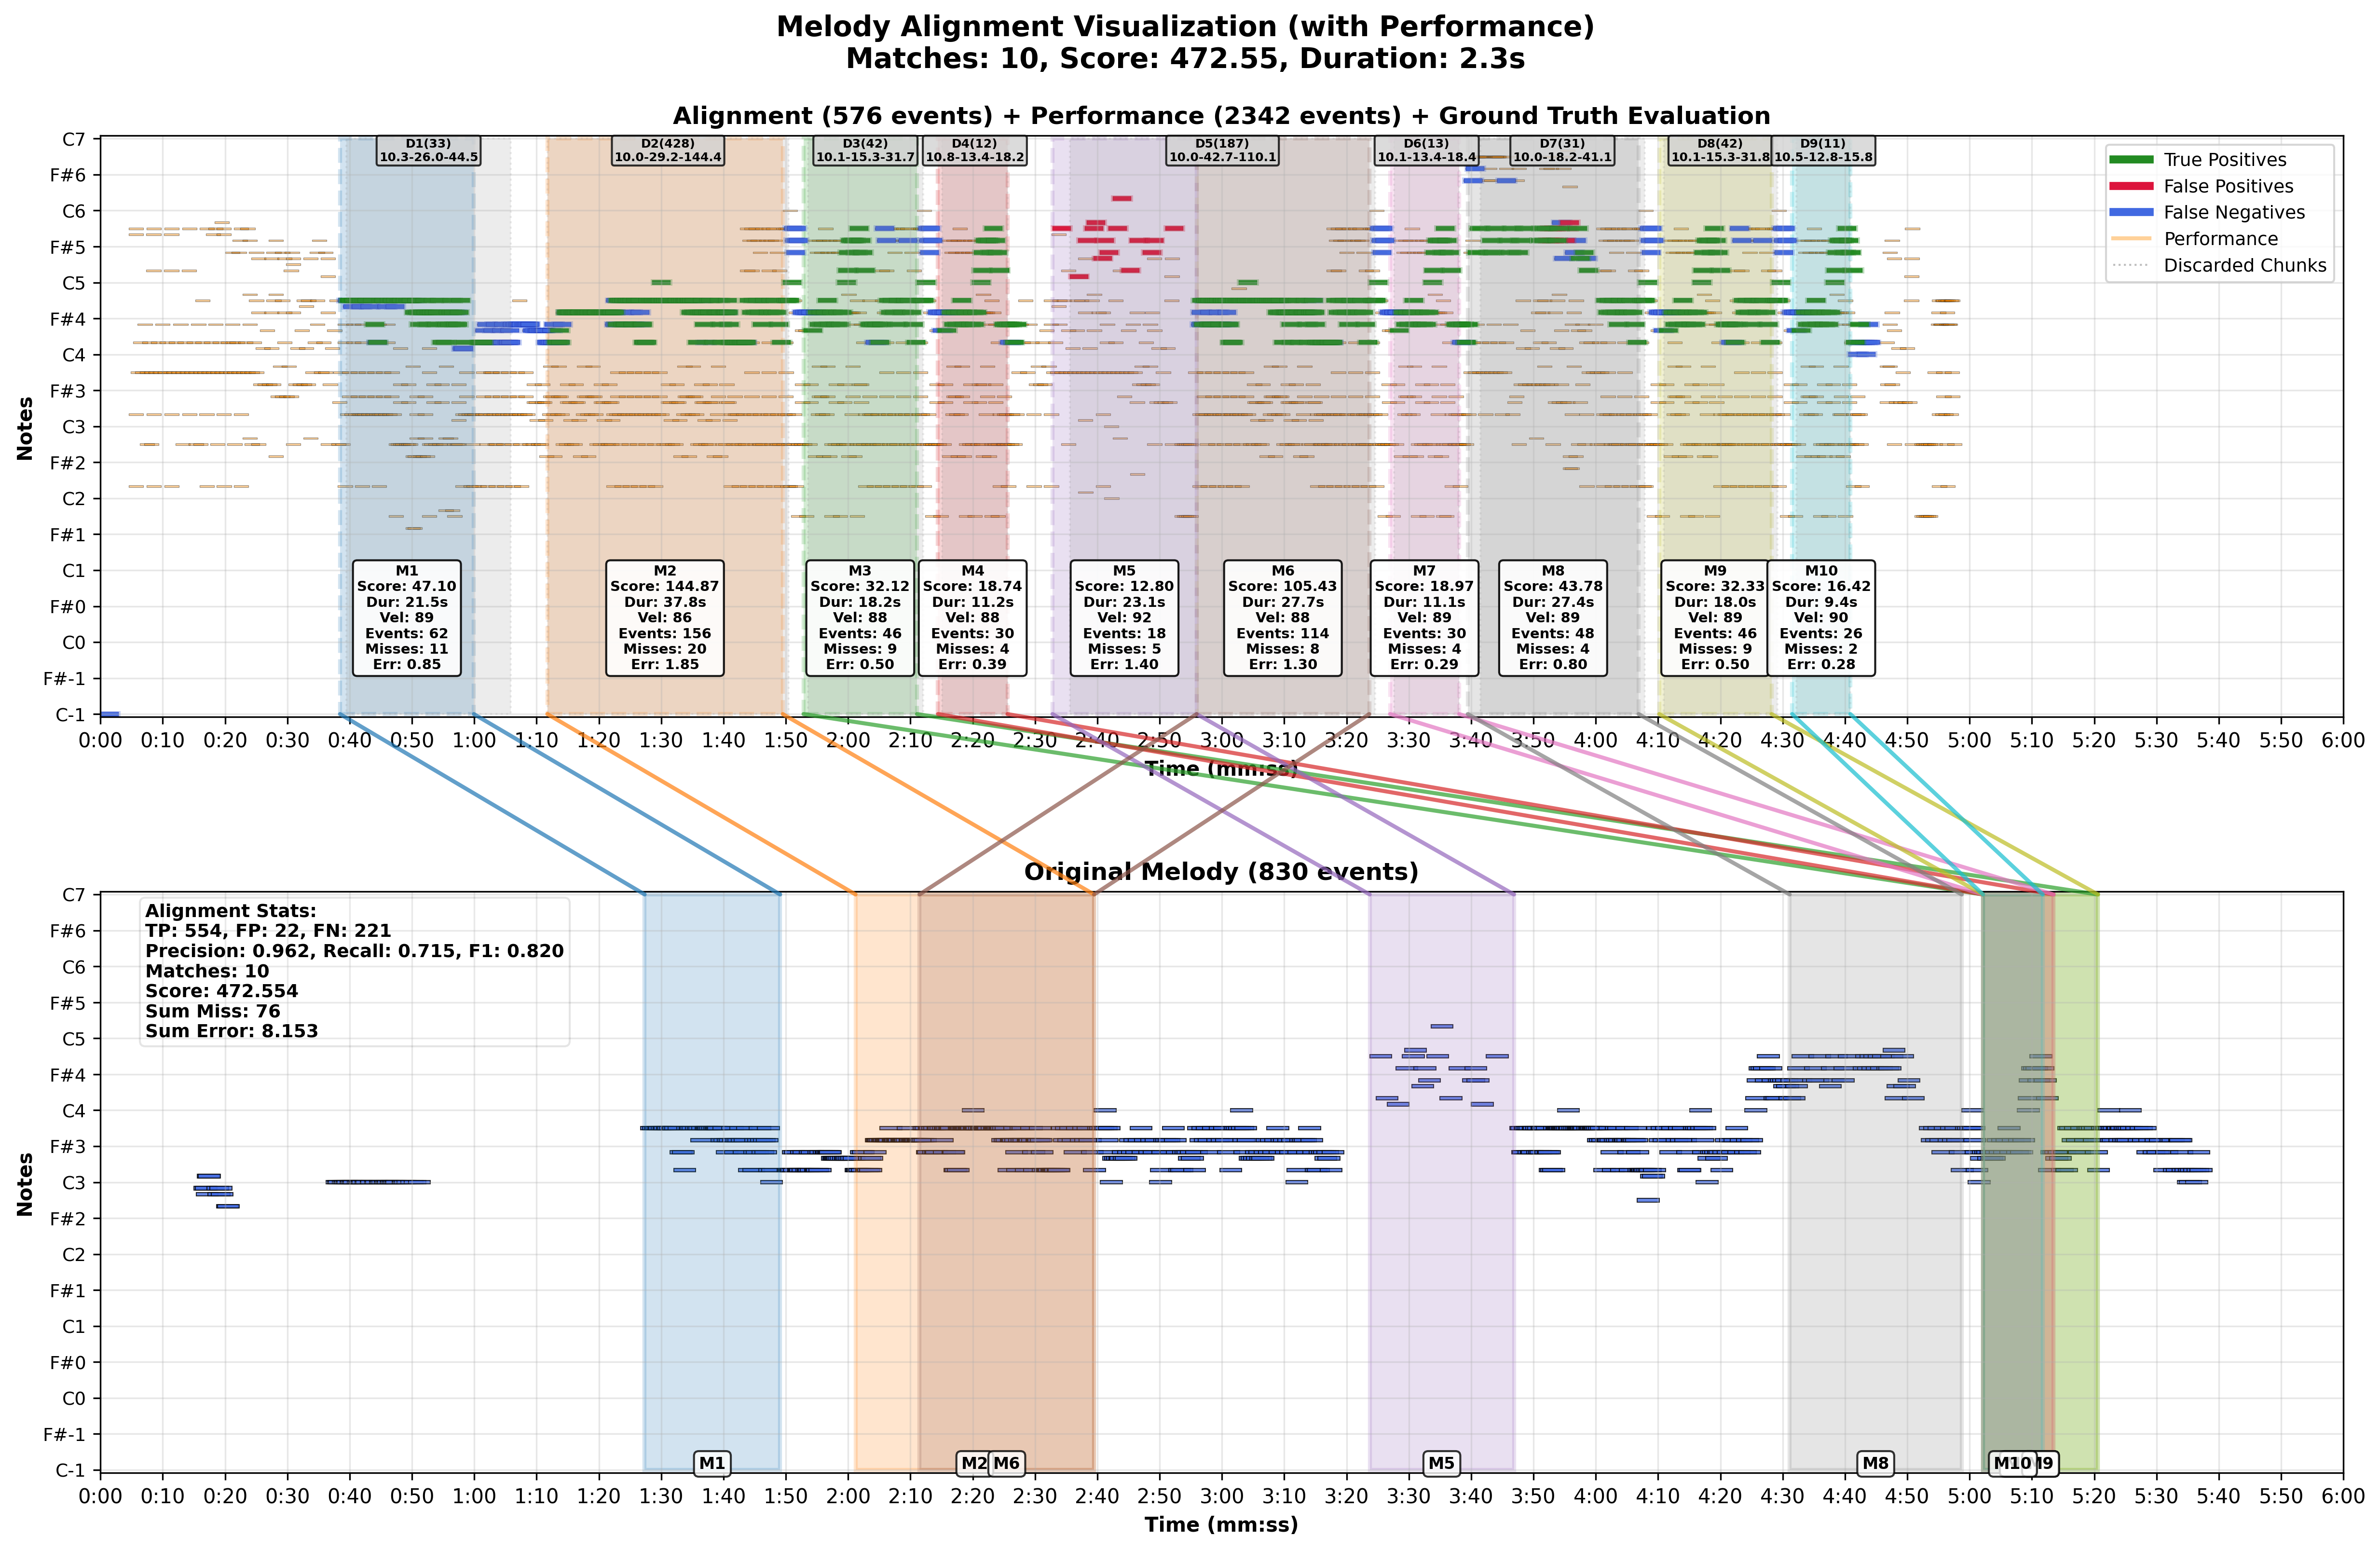 Melody Alignment Visualization (with Performance)
Matches: 10, Score: 472.55, Duration: 2.3s
Alignment (576 events) + Performance (2342 events) + Ground Truth Evaluation
D1(33)
10.3-26.0-44.5
D2(428)
10.0-29.2-144.4
D3(42)
10.1-15.3-31.7
D4(12)
10.8-13.4-18.2
D5(187)
10.0-42.7-110.1
D6(13)
10.1-13.4-18.4
D7(31)
10.0-18.2-41.1
D8(42)
10.1-15.3-31.8
D9(11)
10.5-12.8-15.8
True Positives
False Positives
False Negatives
Performance
Discarded Chunks
Notes
C7
F#6
C6
F#5
C5
F#4
C4
F#3
C3
F#2
C2
F#1
C1
F#0
C0
F#-1
C-1
M1
Score: 47.10
Dur: 21.5s
Vel: 89
Events: 62
Misses: 11
Err: 0.85
M2
Score: 144.87
Dur: 37.8s
Vel: 86
Events: 156
Misses: 20
Err: 1.85
M3
Score: 32.12
Dur: 18.2s
Vel: 88
Events: 46
Misses: 9
Err: 0.50
M4
Score: 18.74
Dur: 11.2s
Vel: 88
Events: 30
Misses: 4
Err: 0.39
M5
Score: 12.80
Dur: 23.1s
Vel: 92
Events: 18
Misses: 5
Err: 1.40
M6
Score: 105.43
Dur: 27.7s
Vel: 88
Events: 114
Misses: 8
Err: 1.30
M7
Score: 18.97
Dur: 11.1s
Vel: 89
Events: 30
Misses: 4
Err: 0.29
M8
Score: 43.78
Dur: 27.4s
Vel: 89
Events: 48
Misses: 4
Err: 0.80
M9
Score: 32.33
Dur: 18.0s
Vel: 89
Events: 46
Misses: 9
Err: 0.50
M10
Score: 16.42
Dur: 9.4s
Vel: 90
Events: 26
Misses: 2
Err: 0.28
0:00 0:10 0:20 0:30 0:40 0:50 1:00 1:10 1:20 1:30 1:40 1:50 2:00 2:10 2:20 2:30 2:40 2:50 3:00 3:10 3:20 3:30 3:40 3:50 4:00 4:10 4:20 4:30 4:40 4:50 5:00 5:10 5:20 5:30 5:40 5:50 6:00
Time (mm:ss)
Original Melody (830 events)
Alignment Stats:
TP: 554, FP: 22, FN: 221
Precision: 0.962, Recall: 0.715, F1: 0.820
Matches: 10
Score: 472.554
Sum Miss: 76
Sum Error: 8.153
Notes
C7
F#6
C6
F#5
C5
F#4
C4
F#3
C3
F#2
C2
F#1
C1
F#0
C0
F#-1
C-1
M1
M2
M6
M5
M8
M10
0:00 0:10 0:20 0:30 0:40 0:50 1:00 1:10 1:20 1:30 1:40 1:50 2:00 2:10 2:20 2:30 2:40 2:50 3:00 3:10 3:20 3:30 3:40 3:50 4:00 4:10 4:20 4:30 4:40 4:50 5:00 5:10 5:20 5:30 5:40 5:50 6:00
Time (mm:ss)